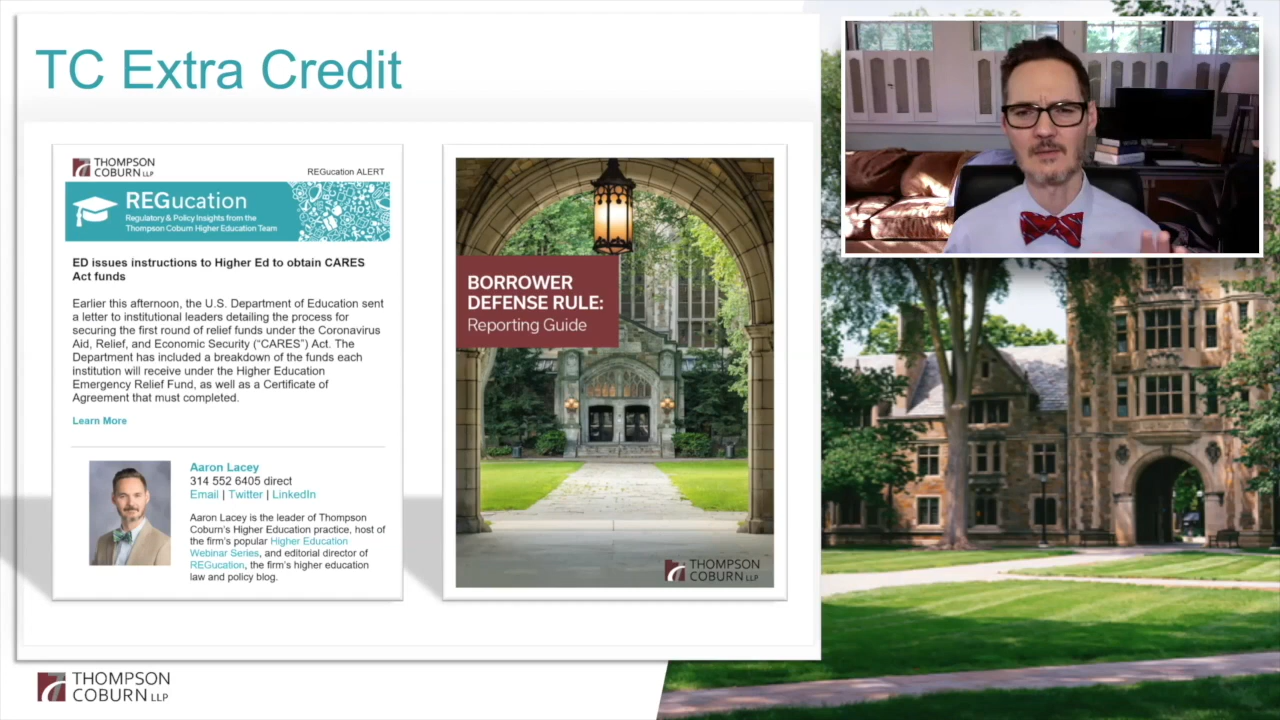 TC Extra Credit
THOMPSON
COBURN LLP
REGucation ALERT
REGucation
Regulatory & Policy Insights from the
Thompson Coburn Higher Education Team
ED issues instructions to Higher Ed to obtain CARES
Act funds
Earlier this afternoon, the U.S. Department of Education sent
a letter to institutional leaders detailing the process for
securing the first round of relief funds under the Coronavirus
Aid, Relief, and Economic Security (“CARES”) Act. The
Department has included a breakdown of the funds each
institution will receive under the Higher Education
Emergency Relief Fund, as well as a Certificate of
Agreement that must completed.
Learn More
Aaron Lacey
314 552 6405 direct
Email | Twitter | LinkedIn
Aaron Lacey is the leader of Thompson
Coburn's Higher Education practice, host of
the firm's popular Higher Education
Webinar Series, and editorial director of
REGucation, the firm's higher education
law and policy blog.
BORROWER
DEFENSE RULE:
Reporting Guide
THOMPSON
COBURN LLP
THOMPSON
COBURN LLP